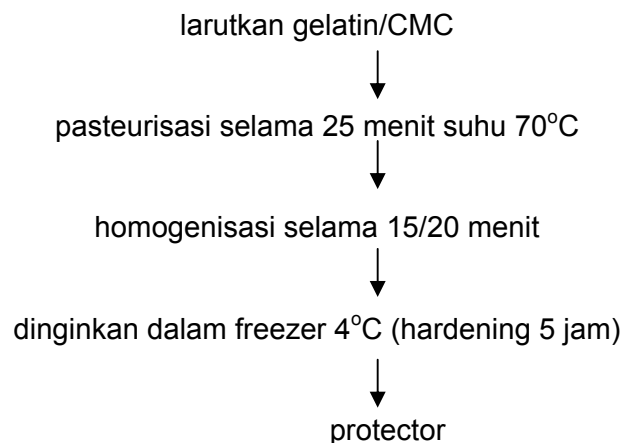 larutkan gelatin/CMC
pasteurisasi selama 25 menit suhu 70°C
homogenisasi selama 15/20 menit
dinginkan dalam freezer 4°C (hardening 5 jam)
protector